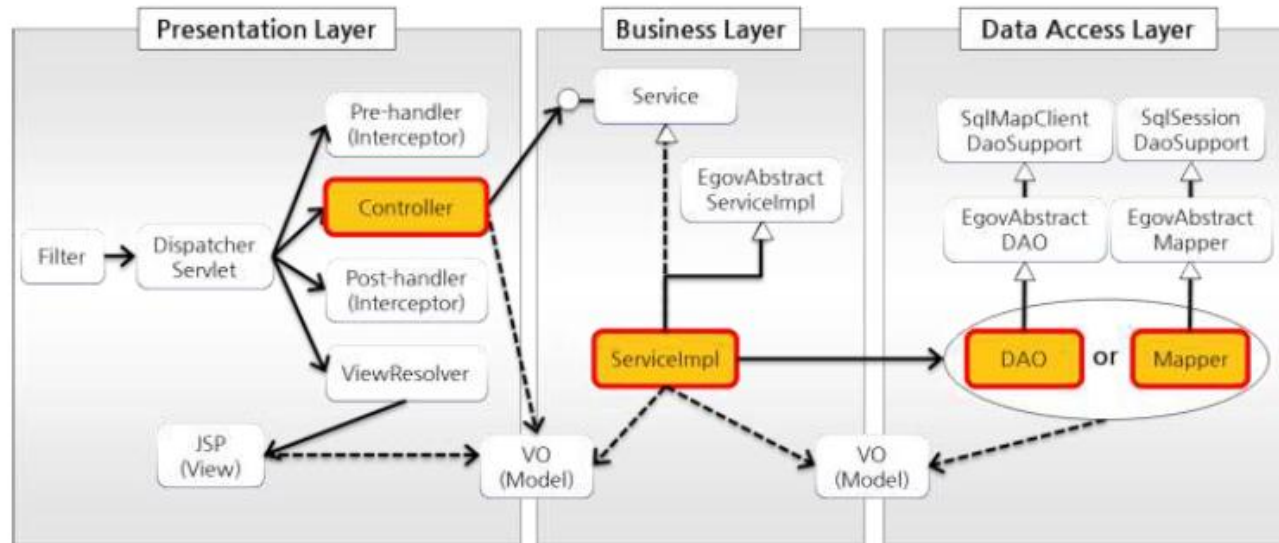 Presentation Layer
Business Layer
Data Access Layer
Pre-handler
(Interceptor)
Controller
Filter
Dispatcher
Servlet
Post-handler
(Interceptor)
ViewResolver
JSP
(View)
VO
(Model)
Service
EgovAbstract
ServiceImpl
ServiceImpl
VO
(Model)
SqlMapClient
DaoSupport
SqlSession
DaoSupport
EgovAbstract
DAO
EgovAbstract
Mapper
DAO
or
Mapper